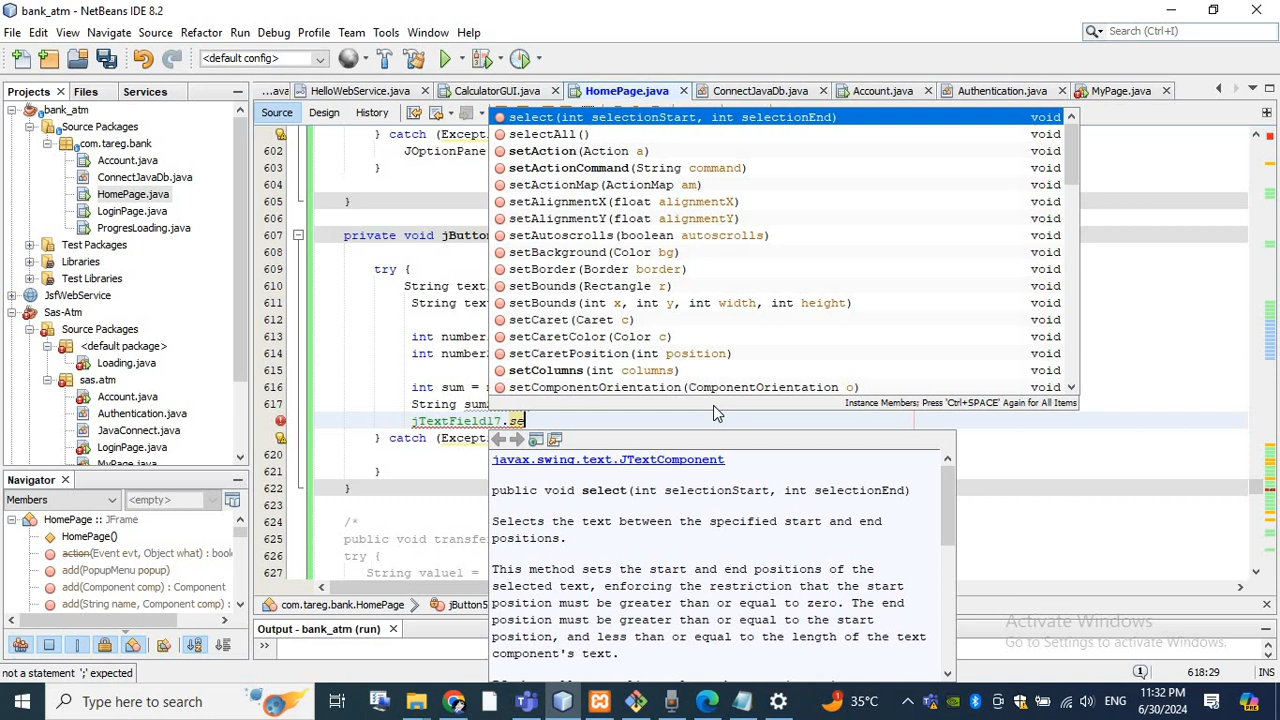 bank_atm - NetBeans IDE 8.2
File Edit View Navigate Source Refactor Run Debug Profile Team Tools Window Help
Search (Ctrl+I)
<default config>
Projects Files Services
...ava HelloWebService.java CalculatorGUI.java HomePage.java ConnectJavaDb.java Account.java Authentication.java MyPage.java
Source Design History
bank_atm
Source Packages
com.tareg.bank
Account.java
ConnectJavaDb.java
HomePage.java
LoginPage.java
ProgresLoading.java
Test Packages
Libraries
Test Libraries
JsfWebService
Sas-Atm
Source Packages
<default package>
Loading.java
sas.atm
Account.java
Authentication.java
ConnectJavaDb.java
LoginPage.java
MyPage.java
Navigator
Members <empty>
HomePage :: JFrame
HomePage()
action(Event evt, Object what) : boole
add(PopupMenu popup)
add(Component comp) : Component
add(String name, Component comp) :
} catch (Except
602 JOptionPane
603 }
604
605 }
606
607 private void jButton
608
609 try {
610 String text
611 String text
612
613 int number
614 int number
615
616 int sum = n
617 String sum
jTextField17.se
} catch (Except
620
621 }
622 }
623
624 /*
625 public void transfe
626 try {
627 String value1 =
select(int selectionStart, int selectionEnd) void
selectAll() void
setAction(Action a) void
setActionCommand(String command) void
setActionMap(ActionMap am) void
setAlignmentX(float alignmentX) void
setAlignmentY(float alignmentY) void
setAutoscrolls(boolean autoscrolls) void
setBackground(Color bg) void
setBorder(Border border) void
setBounds(Rectangle r) void
setBounds(int x, int y, int width, int height) void
setCaret(Caret c) void
setCaretColor(Color c) void
setCaretPosition(int position) void
setColumns(int columns) void
setComponentOrientation(ComponentOrientation o) void
Instance Members; Press 'Ctrl+SPACE' Again for All Items
javax.swing.text.JTextComponent
public void select(int selectionStart, int selectionEnd)
Selects the text between the specified start and end
positions.
This method sets the start and end positions of the
selected text, enforcing the restriction that the start
position must be greater than or equal to zero. The end
position must be greater than or equal to the start
position, and less than or equal to the length of the text
component's text.
com.tareg.bank.HomePage jButton5
Output - bank_atm (run)
>>
Activate Windows
Go to Settings to activate Windows.
not a statement ';' expected
1 618:29 INS
Type here to search
35°C
11:32 PM
6/30/2024